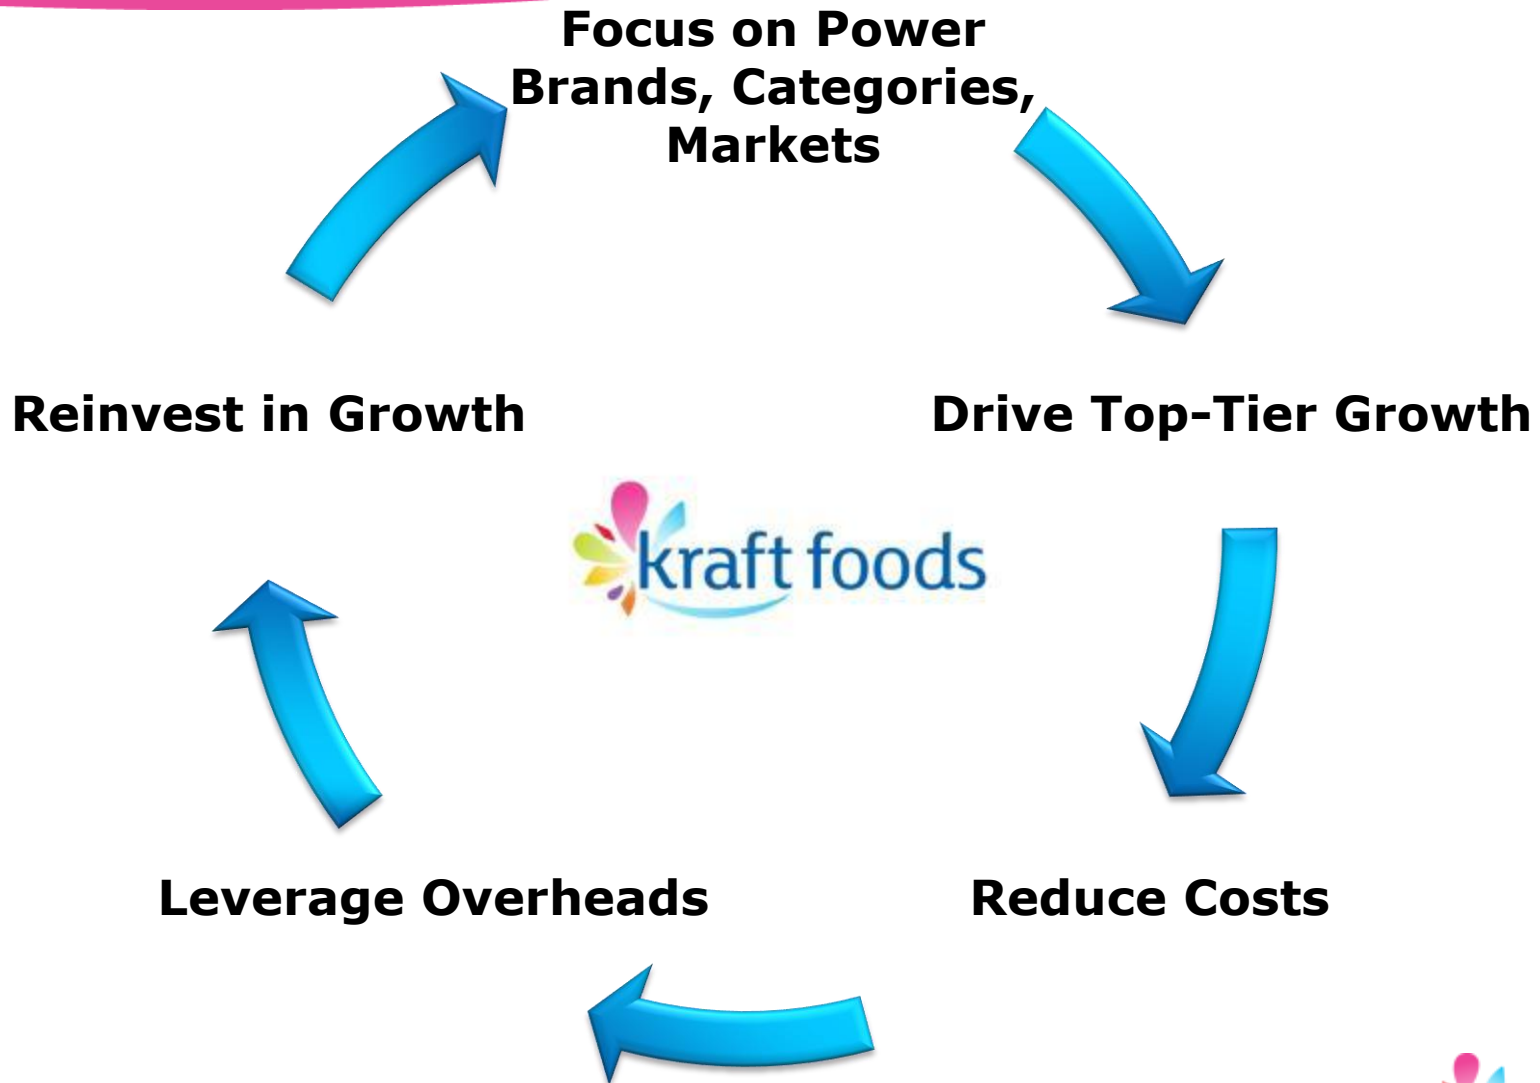 Focus on Power
Brands, Categories,
Markets
Reinvest in Growth
Drive Top-Tier Growth
kraft foods
Leverage Overheads
Reduce Costs